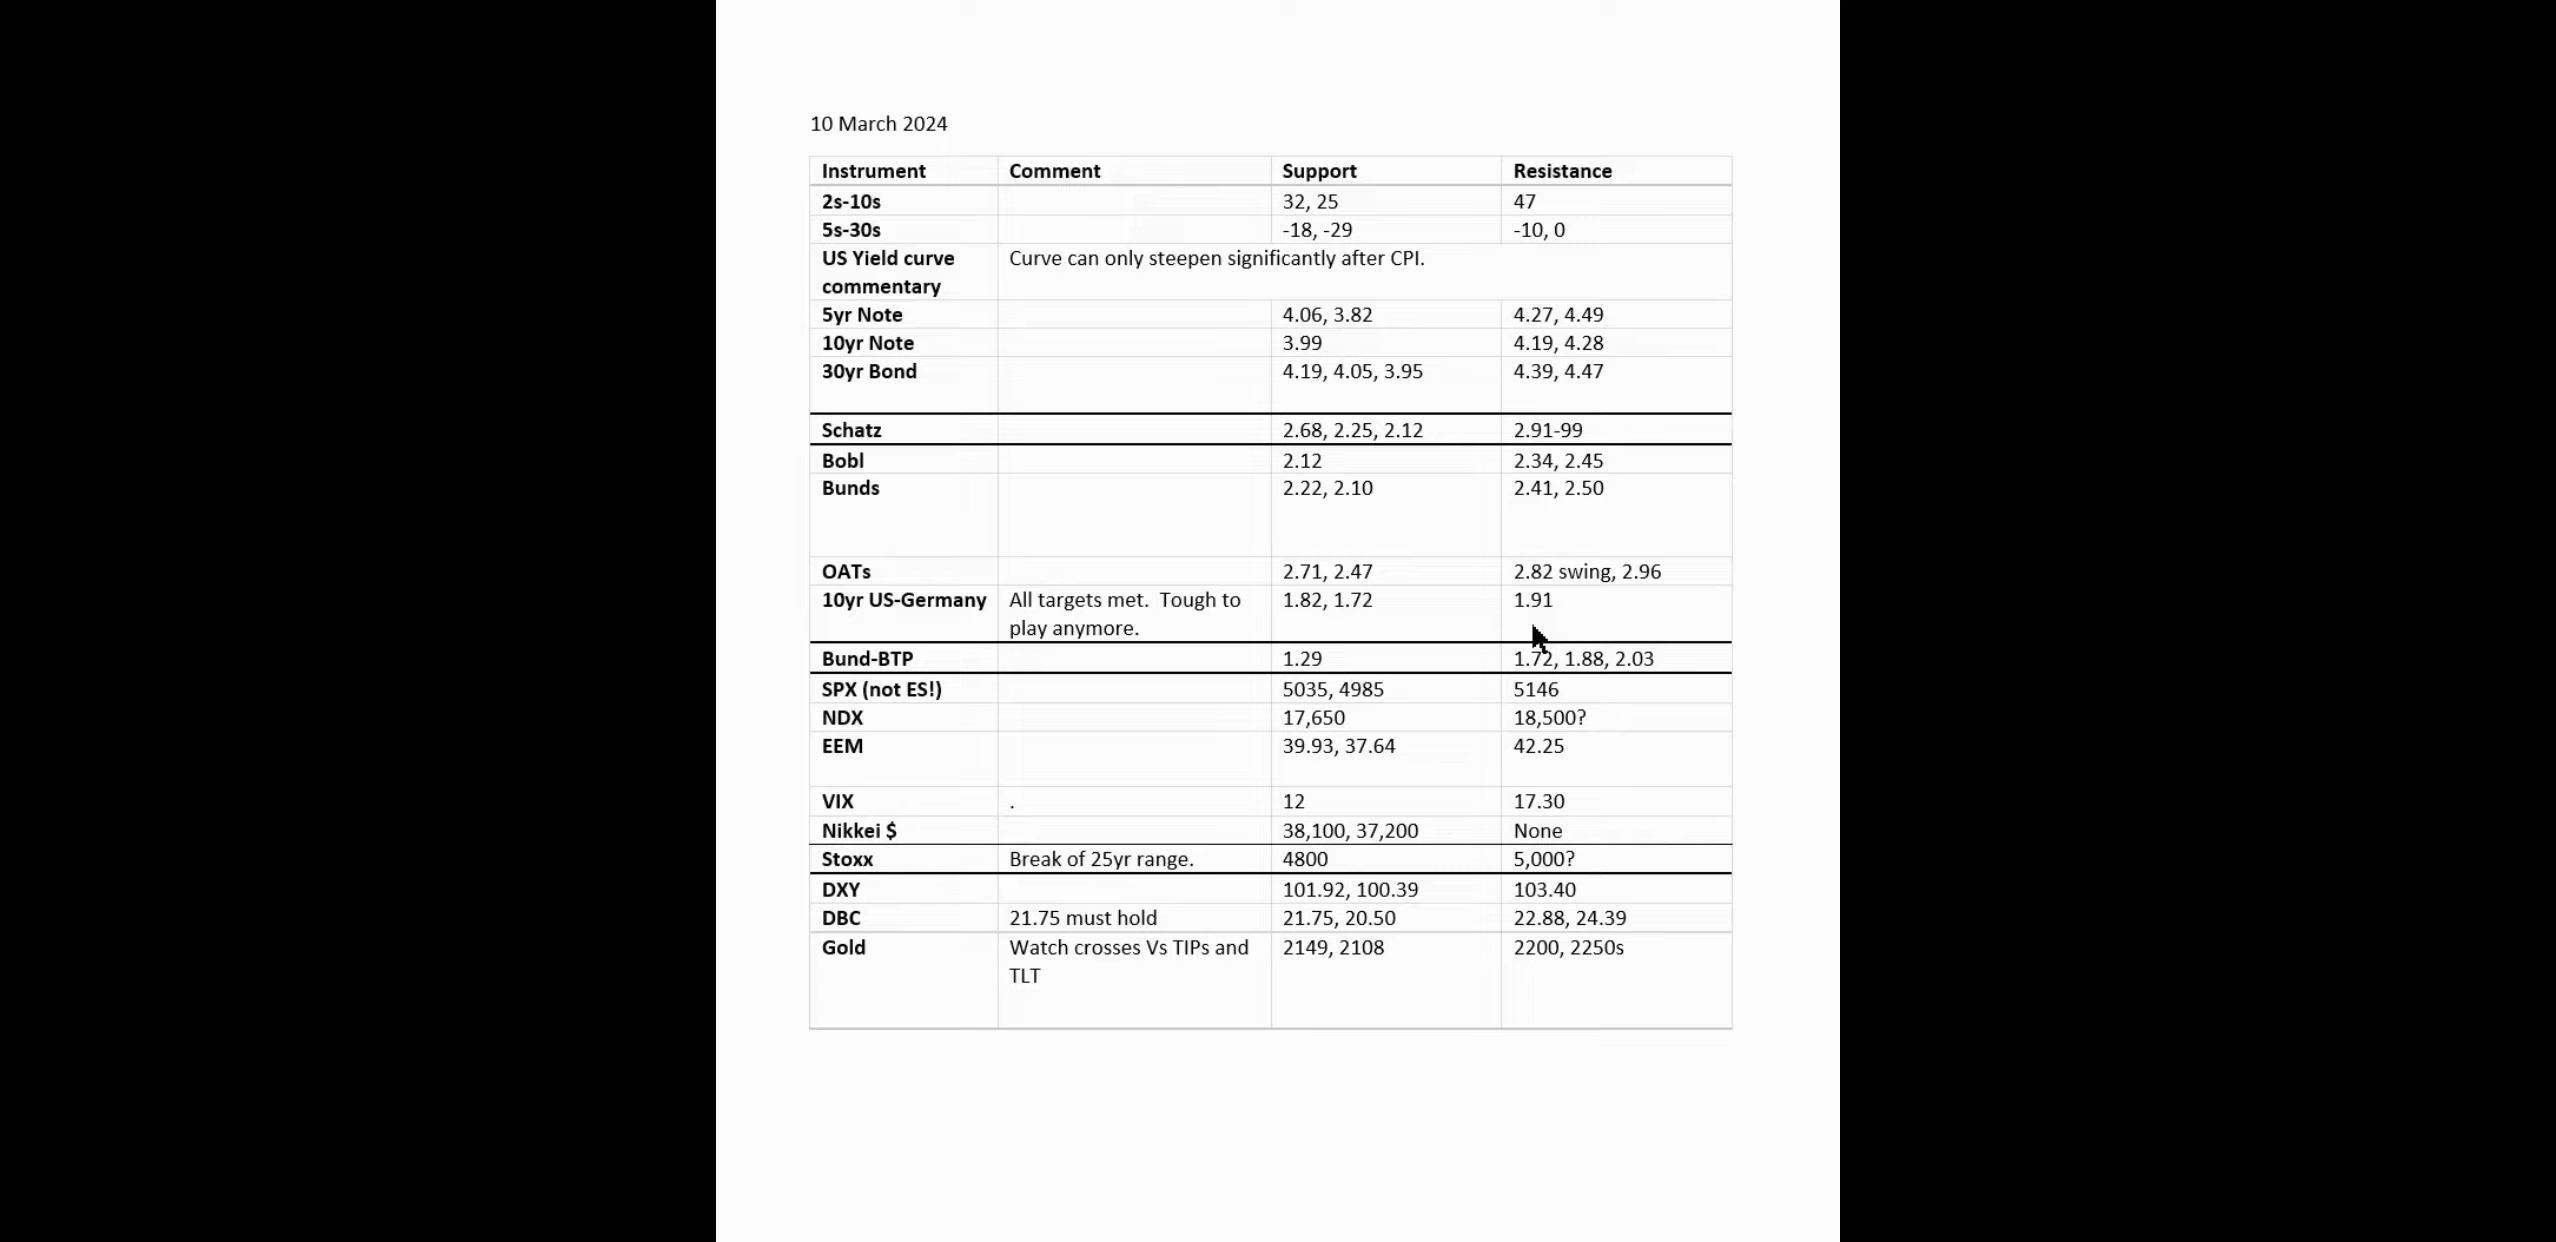 10 March 2024
Instrument Comment Support Resistance
2s-10s 32, 25 47
5s-30s -18, -29 -10, 0
US Yield curve Curve can only steepen significantly after CPI.
commentary
5yr Note 4.06, 3.82 4.27, 4.49
10yr Note 3.99 4.19, 4.28
30yr Bond 4.19, 4.05, 3.95 4.39, 4.47
Schatz 2.68, 2.25, 2.12 2.91-99
Bobl 2.12 2.34, 2.45
Bunds 2.22, 2.10 2.41, 2.50
OATs 2.71, 2.47 2.82 swing, 2.96
10yr US-Germany All targets met.  Tough to 1.82, 1.72 1.91
play anymore.
Bund-BTP 1.29 1.72, 1.88, 2.03
SPX (not ES!) 5035, 4985 5146
NDX 17,650 18,500?
EEM 39.93, 37.64 42.25
VIX . 12 17.30
Nikkei $ 38,100, 37,200 None
Stoxx Break of 25yr range. 4800 5,000?
DXY 101.92, 100.39 103.40
DBC 21.75 must hold 21.75, 20.50 22.88, 24.39
Gold Watch crosses Vs TIPs and 2149, 2108 2200, 2250s
TLT